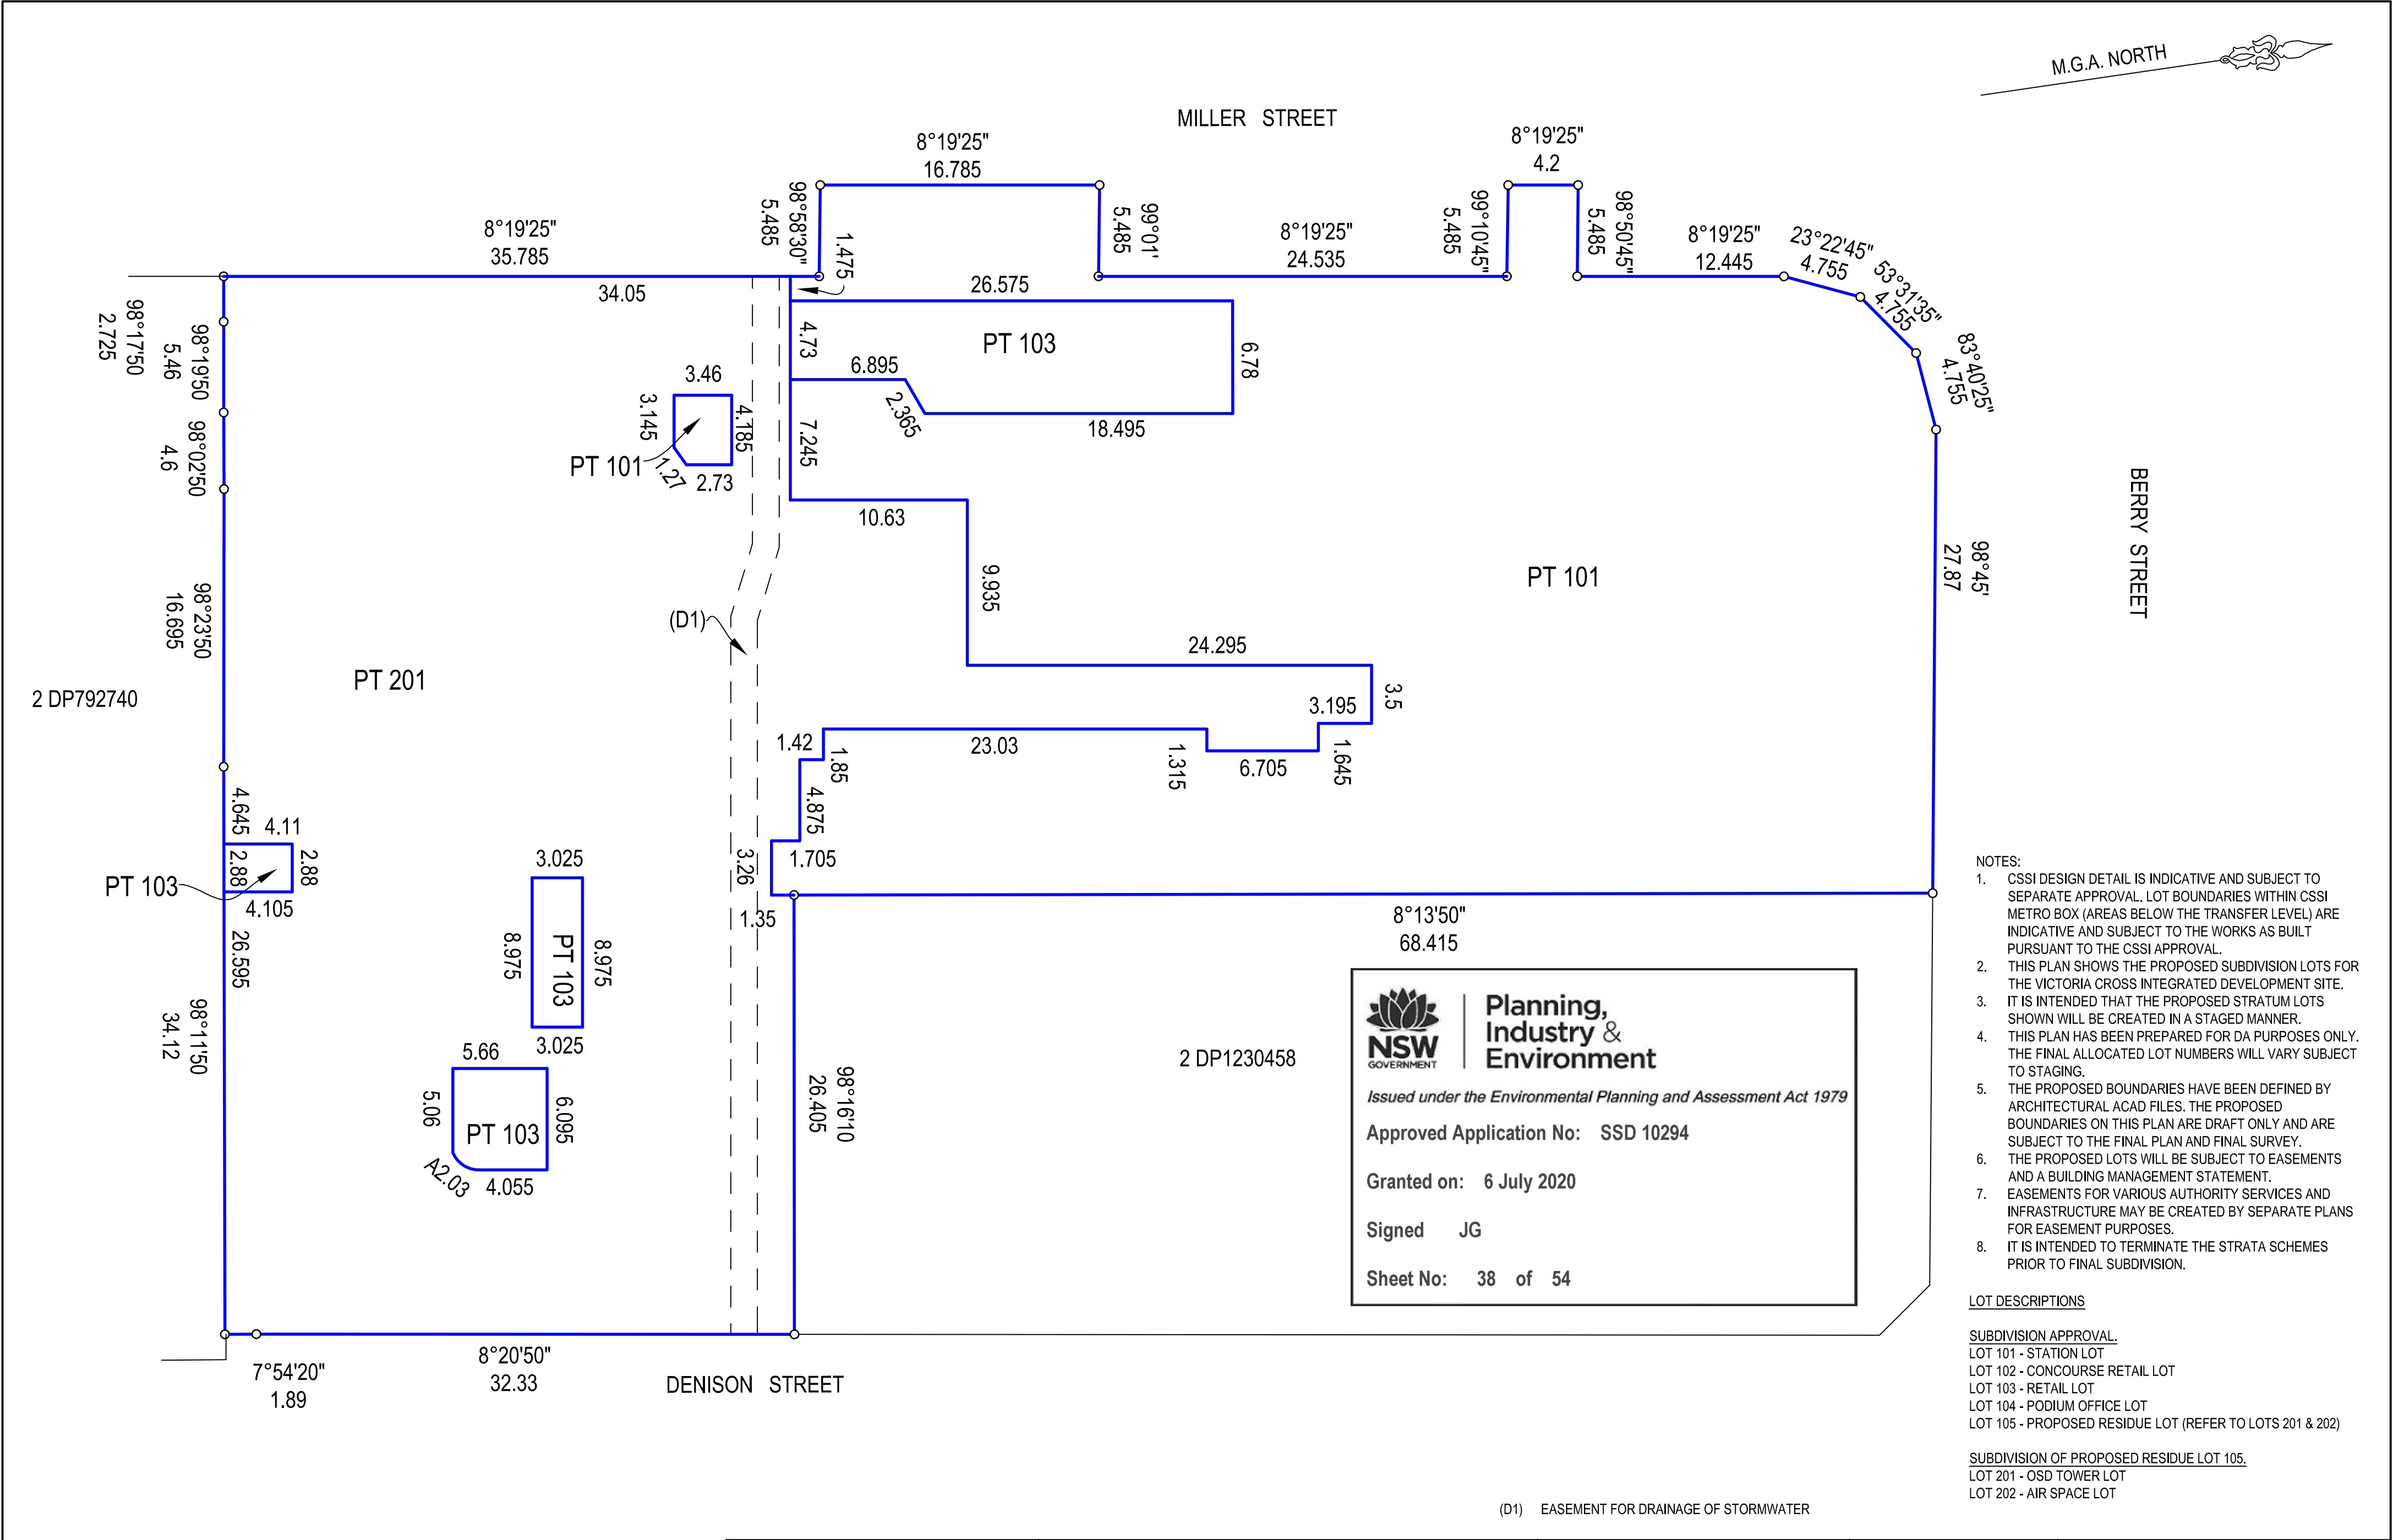 M.G.A. NORTH
MILLER STREET
8°19'25"
16.785
8°19'25"
4.2
98°58'30"
5.485
1.475
99°01'
5.485
99°10'45"
5.485
98°50'45"
5.485
8°19'25"
35.785
34.05
8°19'25"
24.535
8°19'25"
12.445
23°22'45"
4.755
53°31'35"
4.755
83°40'25"
4.755
26.575
PT 103
4.73
6.78
6.895
2.365
18.495
98°17'50
2.725
98°19'50
5.46
98°02'50
4.6
3.46
3.145
4.185
PT 101
1.27
2.73
7.245
10.63
BERRY STREET
98°45'
27.87
9.935
PT 101
98°23'50
16.695
(D1)
24.295
PT 201
2 DP792740
3.5
3.195
1.42
1.85
23.03
1.315
6.705
1.645
4.645
4.11
4.875
2.88
2.88
PT 103
4.105
3.26
1.705
3.025
1.35
8°13'50"
68.415
26.595
8.975
PT 103
8.975
3.025
98°11'50
34.12
5.66
5.06
6.095
PT 103
A2.03
4.055
98°16'10
26.405
2 DP1230458
7°54'20"
1.89
8°20'50"
32.33
DENISON STREET
NSW
GOVERNMENT
Planning,
Industry &
Environment
Issued under the Environmental Planning and Assessment Act 1979
Approved Application No: SSD 10294
Granted on: 6 July 2020
Signed JG
Sheet No: 38 of 54
NOTES:
1. CSSI DESIGN DETAIL IS INDICATIVE AND SUBJECT TO
SEPARATE APPROVAL. LOT BOUNDARIES WITHIN CSSI
METRO BOX (AREAS BELOW THE TRANSFER LEVEL) ARE
INDICATIVE AND SUBJECT TO THE WORKS AS BUILT
PURSUANT TO THE CSSI APPROVAL.
2. THIS PLAN SHOWS THE PROPOSED SUBDIVISION LOTS FOR
THE VICTORIA CROSS INTEGRATED DEVELOPMENT SITE.
3. IT IS INTENDED THAT THE PROPOSED STRATUM LOTS
SHOWN WILL BE CREATED IN A STAGED MANNER.
4. THIS PLAN HAS BEEN PREPARED FOR DA PURPOSES ONLY.
THE FINAL ALLOCATED LOT NUMBERS WILL VARY SUBJECT
TO STAGING.
5. THE PROPOSED BOUNDARIES HAVE BEEN DEFINED BY
ARCHITECTURAL ACAD FILES. THE PROPOSED
BOUNDARIES ON THIS PLAN ARE DRAFT ONLY AND ARE
SUBJECT TO THE FINAL PLAN AND FINAL SURVEY.
6. THE PROPOSED LOTS WILL BE SUBJECT TO EASEMENTS
AND A BUILDING MANAGEMENT STATEMENT.
7. EASEMENTS FOR VARIOUS AUTHORITY SERVICES AND
INFRASTRUCTURE MAY BE CREATED BY SEPARATE PLANS
FOR EASEMENT PURPOSES.
8. IT IS INTENDED TO TERMINATE THE STRATA SCHEMES
PRIOR TO FINAL SUBDIVISION.
LOT DESCRIPTIONS
SUBDIVISION APPROVAL.
LOT 101 - STATION LOT
LOT 102 - CONCOURSE RETAIL LOT
LOT 103 - RETAIL LOT
LOT 104 - PODIUM OFFICE LOT
LOT 105 - PROPOSED RESIDUE LOT (REFER TO LOTS 201 & 202)
SUBDIVISION OF PROPOSED RESIDUE LOT 105.
LOT 201 - OSD TOWER LOT
LOT 202 - AIR SPACE LOT
(D1) EASEMENT FOR DRAINAGE OF STORMWATER